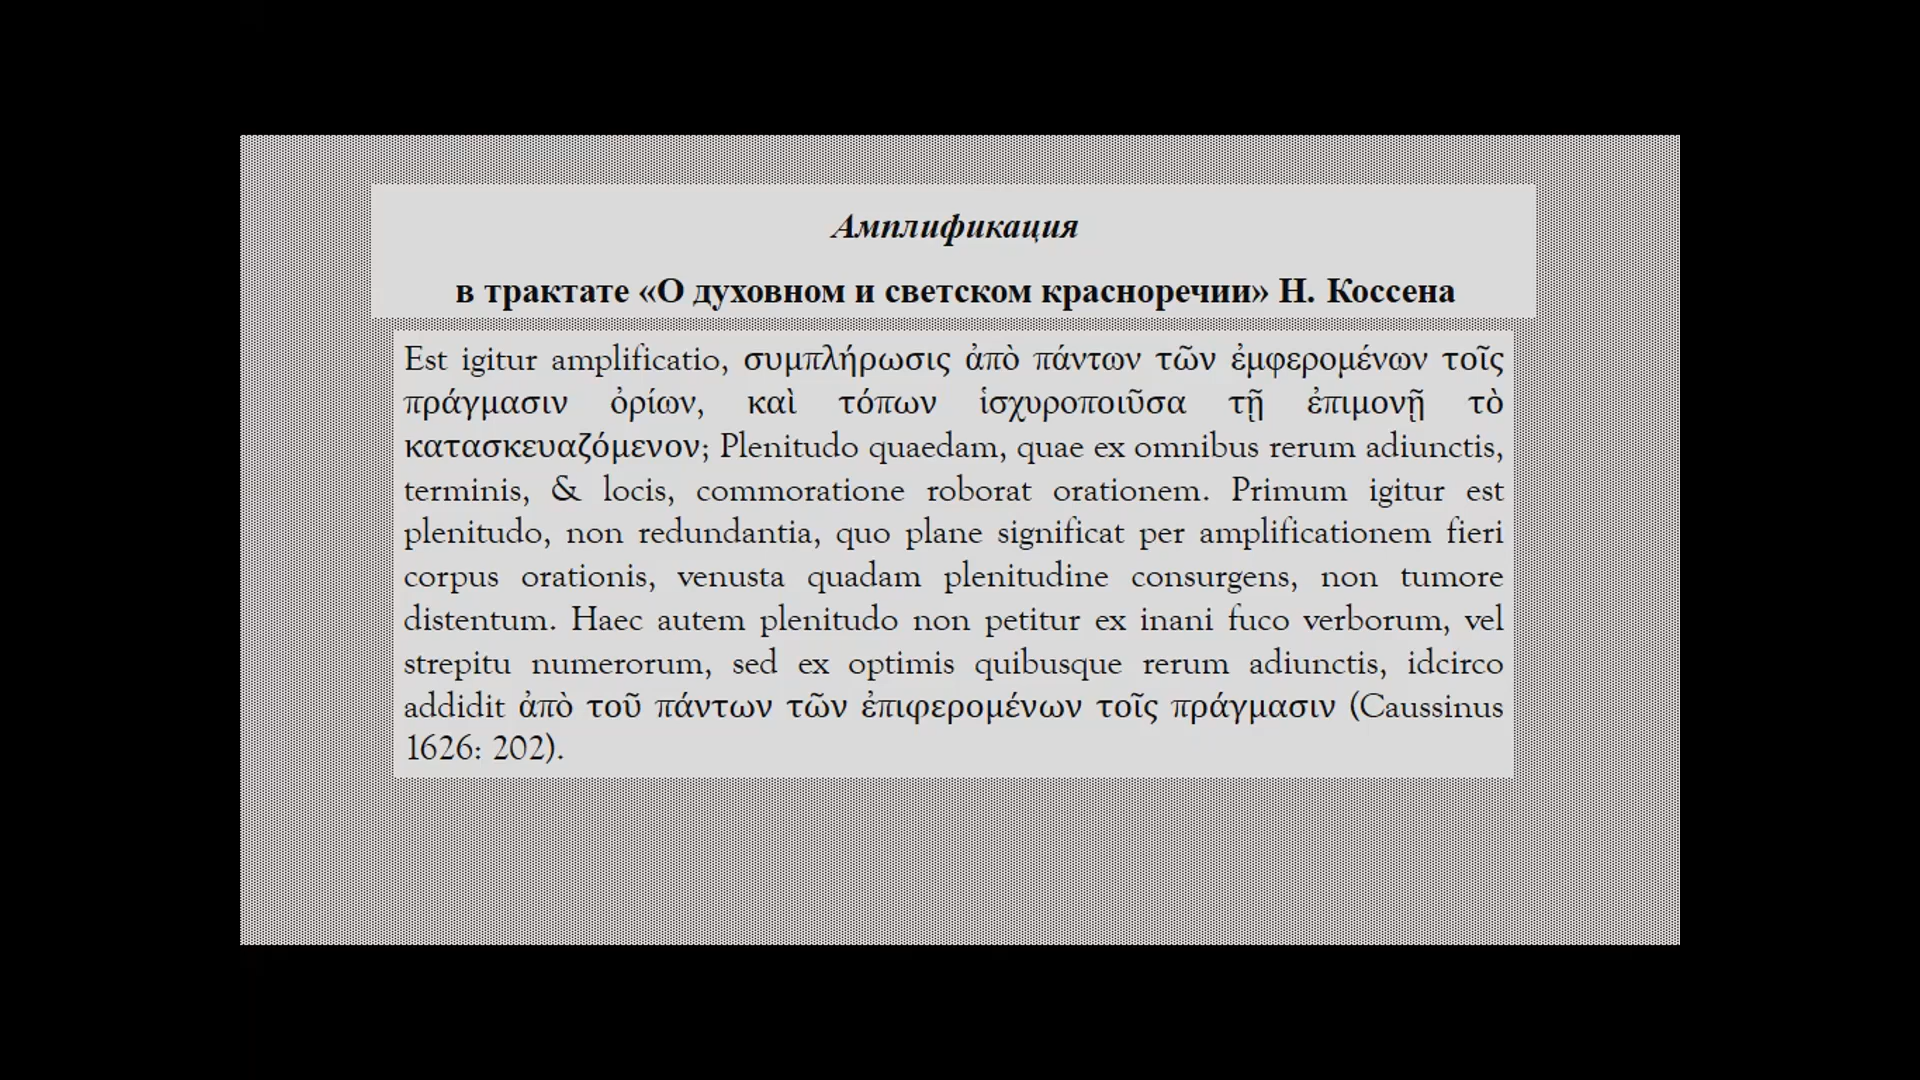 Амплификация
в трактате «О духовном и светском красноречии» Н. Коссена
Est igitur amplificatio, συμπλήρωσις ἀπὸ πάντων τῶν ἐμφερομένων τοῖς
πράγμασιν ὁρίων, καὶ τόπων ἰσχυροποιῦσα τῇ ἐπιμονῇ τὸ
κατασκευαζόμενον; Plenitudo quaedam, quae ex omnibus rerum adiunctis,
terminis, & locis, commoratione roborat orationem. Primum igitur est
plenitudo, non redundantia, quo plane significat per amplificationem fieri
corpus orationis, venusta quadam plenitudine consurgens, non tumore
distentum. Haec autem plenitudo non petitur ex inani fuco verborum, vel
strepitu numerorum, sed ex optimis quibusque rerum adiunctis, idcirco
addidit ἀπὸ τοῦ πάντων τῶν ἐπιφερομένων τοῖς πράγμασιν (Caussinus
1626: 202).